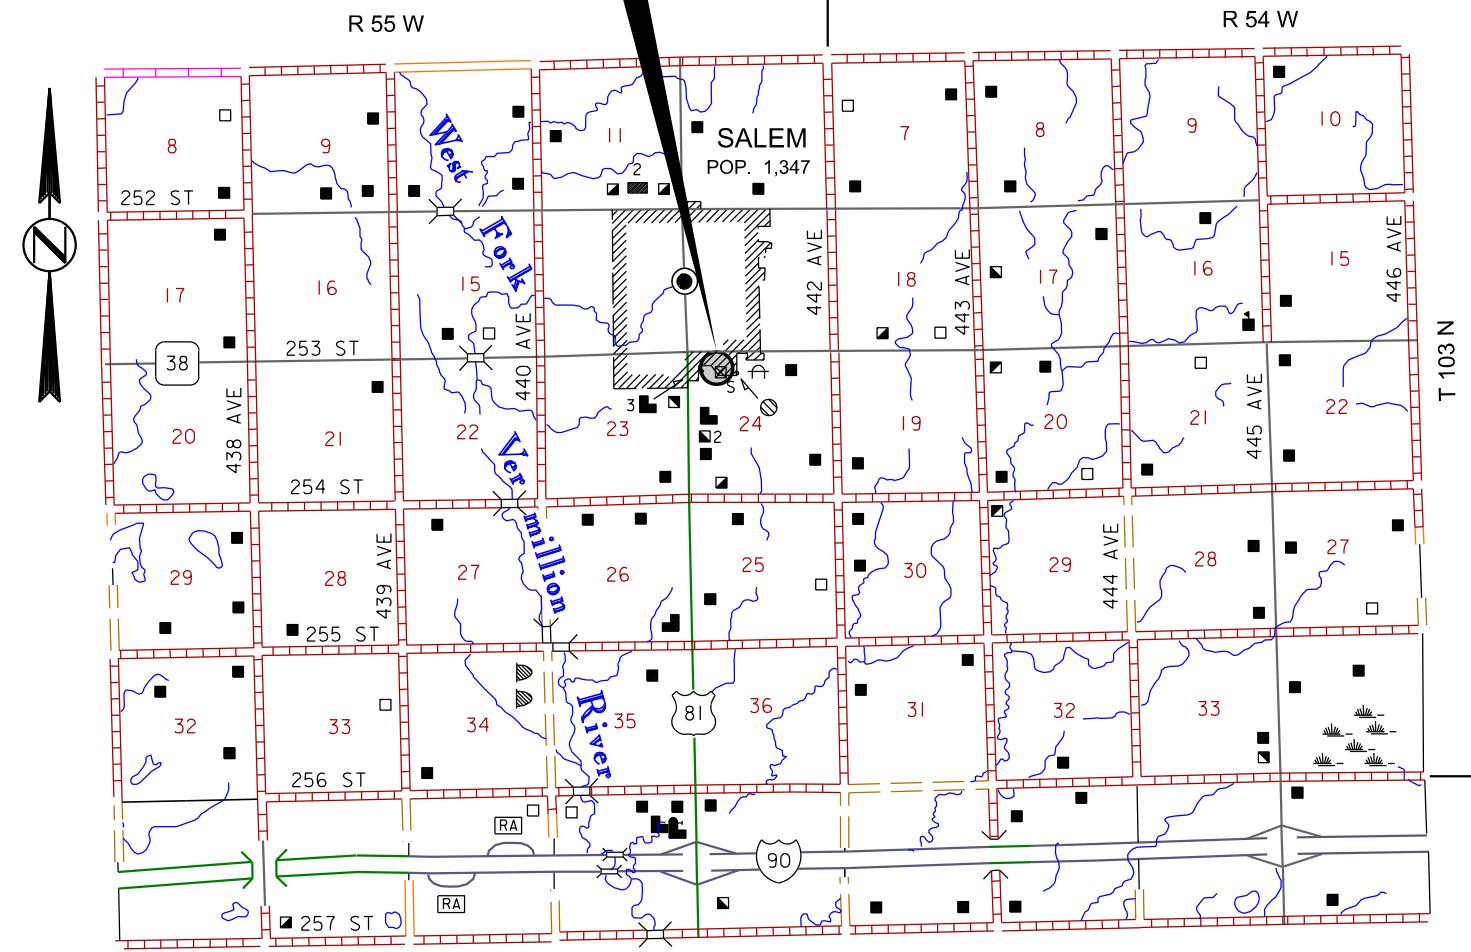 R 55 W
R 54 W
8
9
11
SALEM
POP. 1,347
7
8
9
10
2
252 ST
West
Fork
Ver
million
River
17
16
15
18
17
16
15
442 AVE
443 AVE
446 AVE
T 103 N
38
253 ST
440 AVE
S
3
2
438 AVE
20
21
22
23
24
19
20
21
445 AVE
22
254 ST
29
28
439 AVE
27
26
25
30
29
444 AVE
28
27
255 ST
32
33
34
35
81
36
31
32
33
256 ST
RA
90
RA
257 ST
N